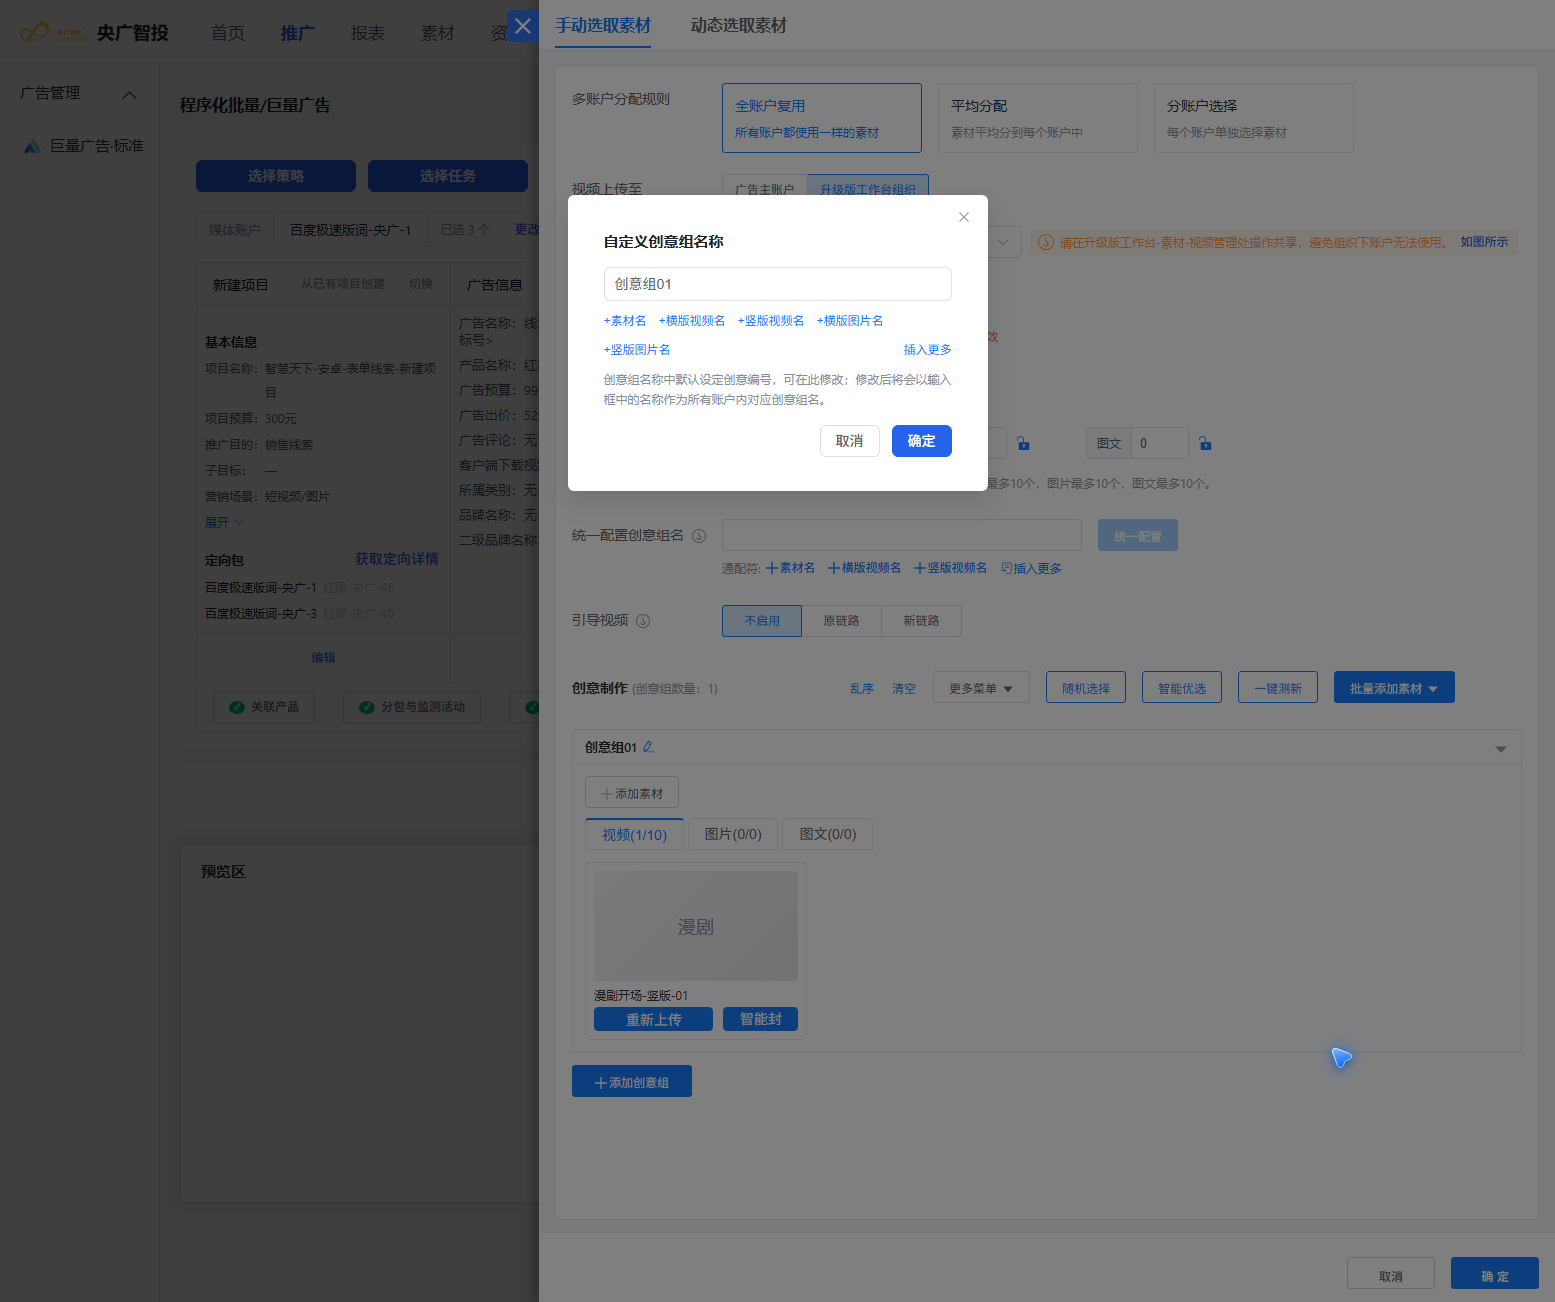 央广智投
首页
推广
报表
素材
手动选取素材
动态选取素材
广告管理
巨量广告·标准
程序化批量/巨量广告
选择策略
选择任务
媒体账户
百度极速版词-央广-1
已选 3 个
更改
新建项目
从已有项目创建
切换
广告信息
基本信息
项目名称：
智慧天下-安卓-表单线索-新建项
目
项目预算：
300元
推广目的：
销售线索
子目标：
—
营销场景：
短视频/图片
展开
定向包
获取定向详情
百度极速版词-央广-1 红果-央广-46
百度极速版词-央广-3 红果-央广-46
编辑
标号>
广告评论：无
所属类别：无
品牌名称：无
二级品牌名称
关联产品
分包与监测活动
预览区
多账户分配规则
全账户复用
所有账户都使用一样的素材
平均分配
素材平均分到每个账户中
分账户选择
每个账户单独选择素材
视频上传至
广告主账户
升级版工作台组织
请在升级版工作台-素材-视频管理处操作共享，避免组织下账户无法使用。
如图所示
自定义创意组名称
创意组01
+素材名
+横版视频名
+竖版视频名
+横版图片名
+竖版图片名
插入更多
创意组名称中默认设定创意编号，可在此修改；修改后将会以输入
框中的名称作为所有账户内对应创意组名。
取消
确定
效
图文
0
最多10个，图片最多10个，图文最多10个。
统一配置创意组名
统一配置
通配符:
素材名
横版视频名
竖版视频名
插入更多
引导视频
不启用
原链路
新链路
创意制作 (创意组数量：1)
乱序
清空
更多菜单
随机选择
智能优选
一键测新
批量添加素材
创意组01
添加素材
视频(1/10)
图片(0/0)
图文(0/0)
漫剧
漫剧开场-竖版-01
重新上传
智能封
添加创意组
取消
确 定